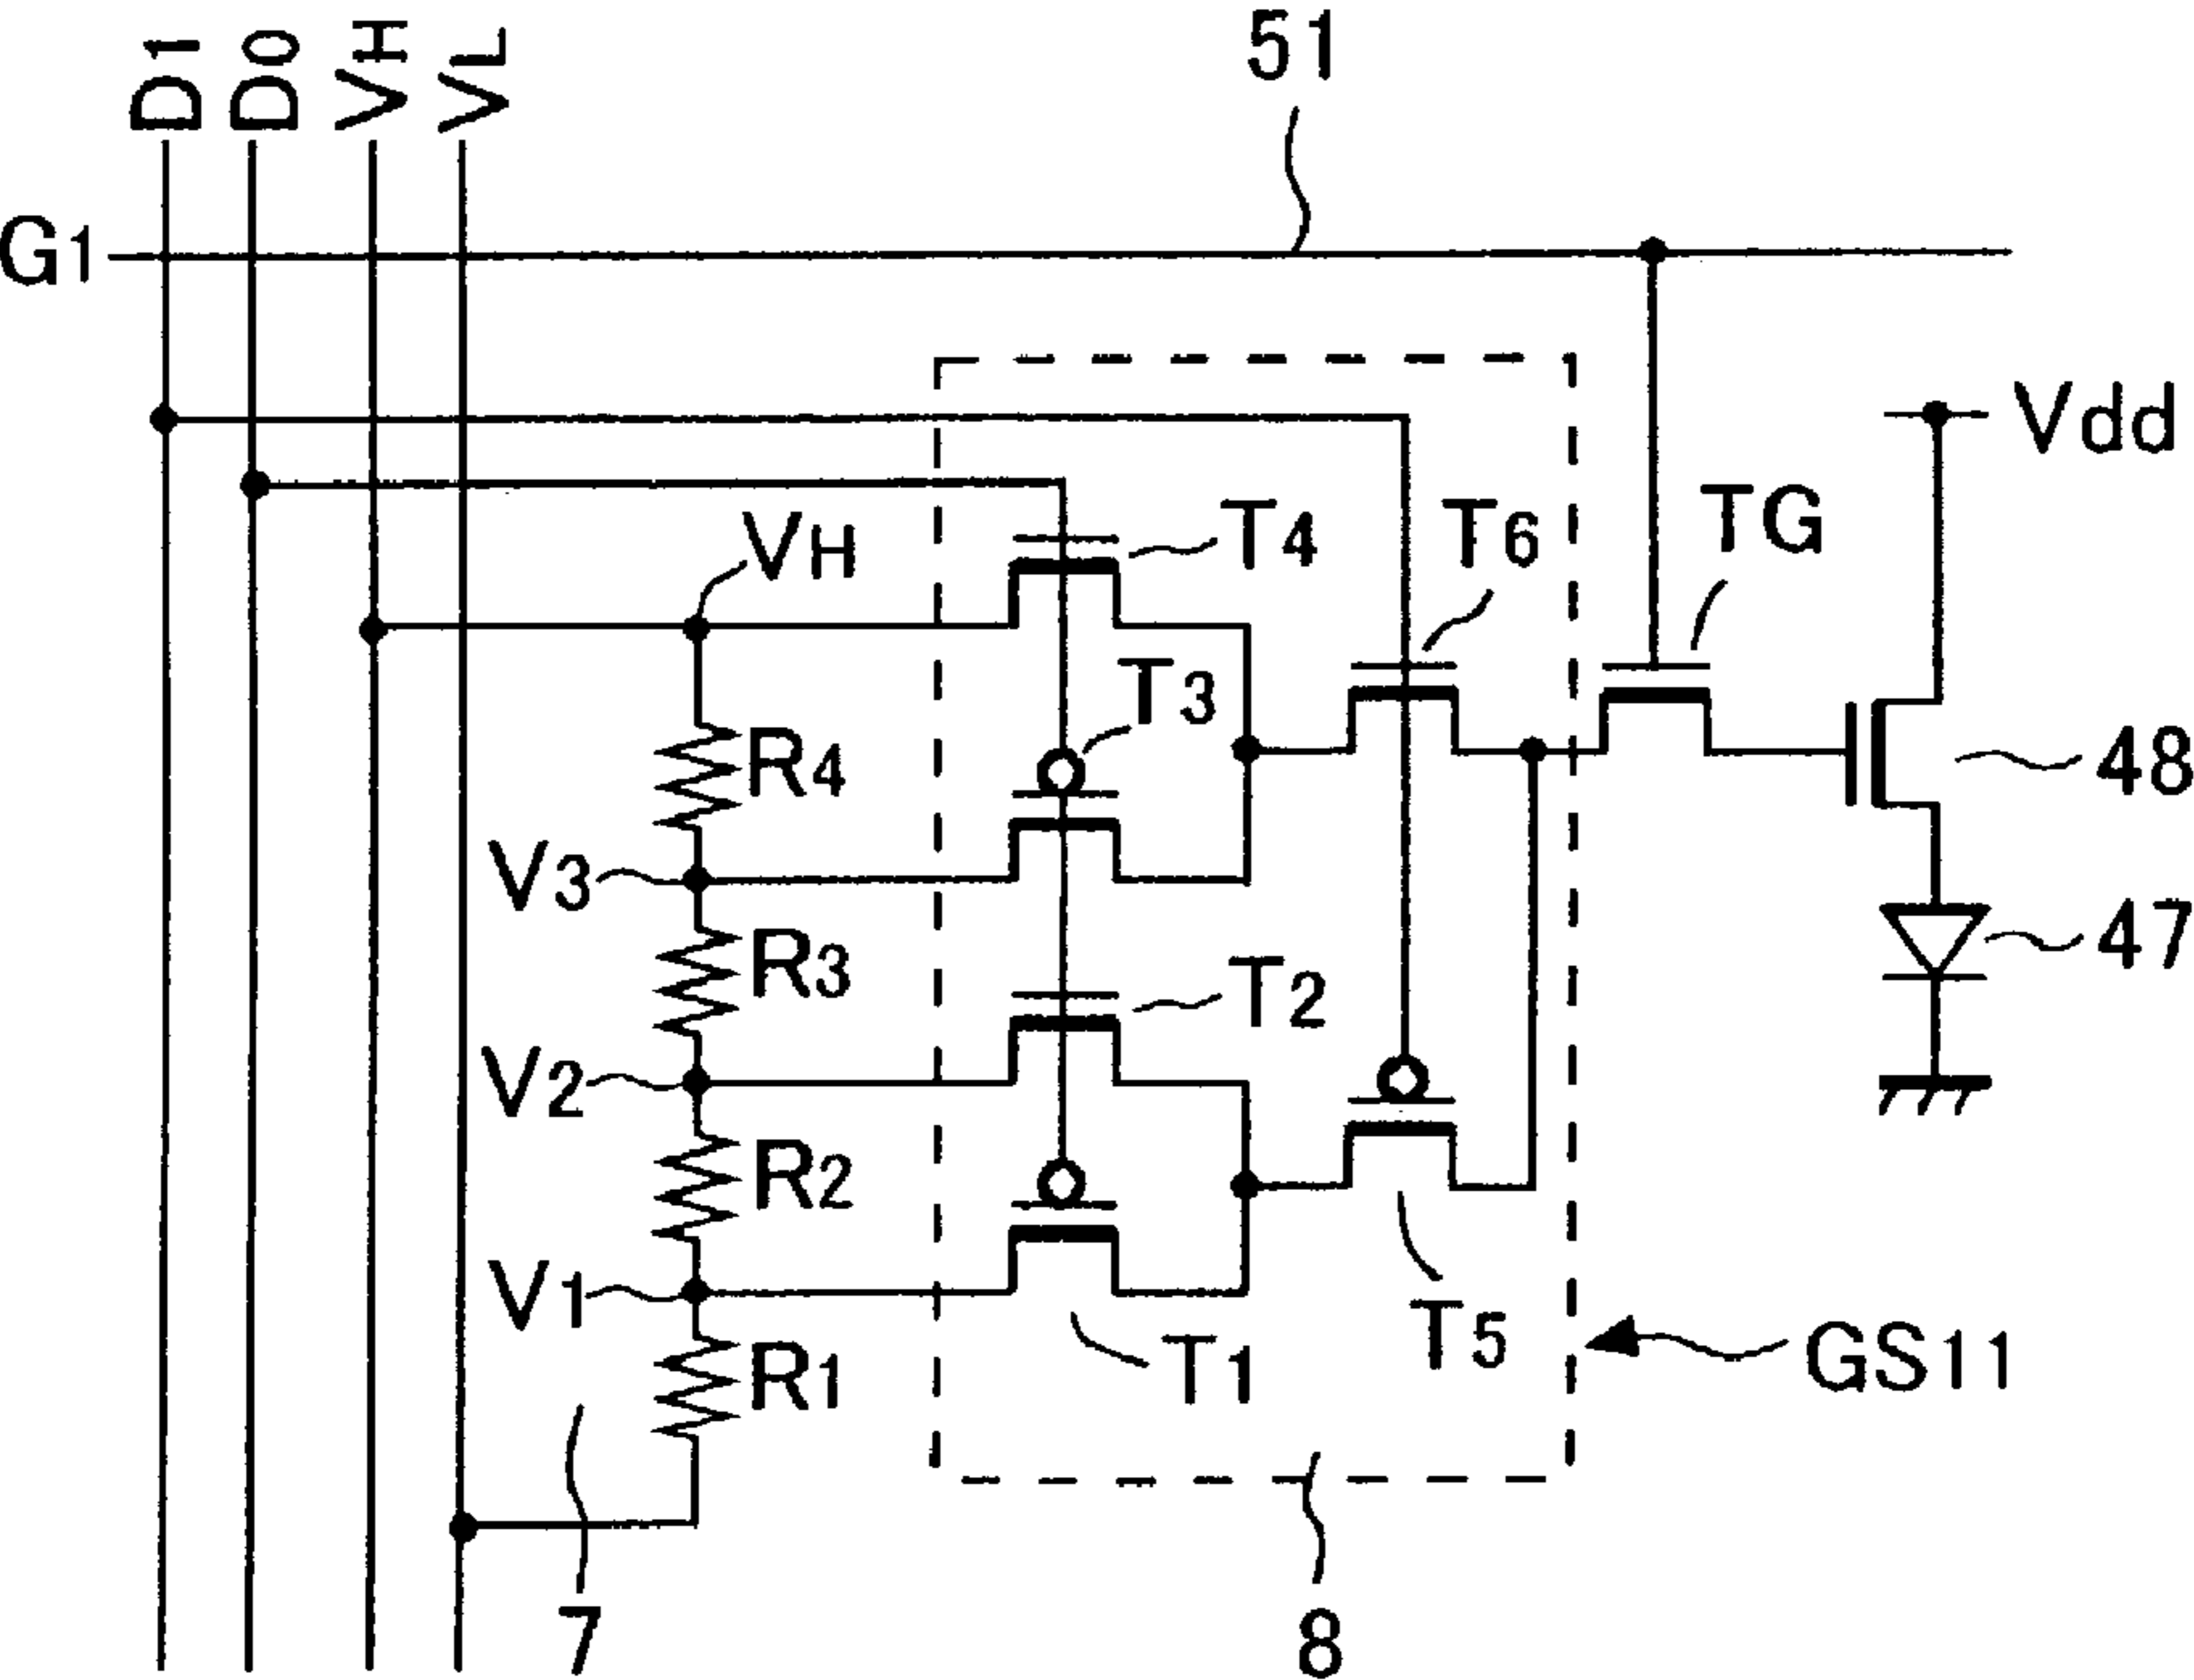 D1
D0
VH
VL
51
G1
Vdd
VH
T4
T6
TG
T3
R4
48
V3
47
R3
T2
V2
R2
V1
T5
R1
T1
GS11
7
8